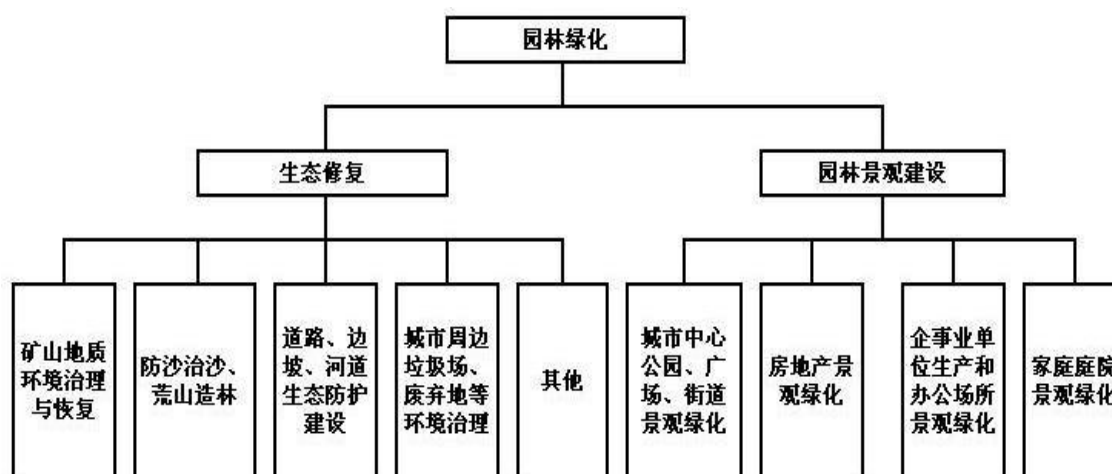 园林绿化
生态修复
园林景观建设
矿山地质
环境治理
与恢复
防沙治沙、
荒山造林
道路、边
坡、河道
生态防护
建设
城市周边
垃圾场、
废弃地等
环境治理
其他
城市中心
公园、广
场、街道
景观绿化
房地产景
观绿化
企事业单
位生产和
办公场所
景观绿化
家庭庭院
景观绿化